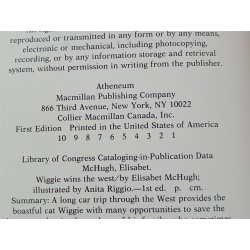 reproduced or transmitted in any form or by any means,
electronic or mechanical, including photocopying,
recording, or by any information storage and retrieval
system, without permission in writing from the publisher.
Atheneum
Macmillan Publishing Company
866 Third Avenue, New York, NY 10022
Collier Macmillan Canada, Inc.
First Edition Printed in the United States of America
10 9 8 7 6 5 4 3 2 1
Library of Congress Cataloging-in-Publication Data
McHugh, Elisabet.
Wiggie wins the west/by Elisabet McHugh;
illustrated by Anita Riggio.—1st ed. p. cm.
Summary: A long car trip through the West provides the
boastful cat Wiggie with many opportunities to save the